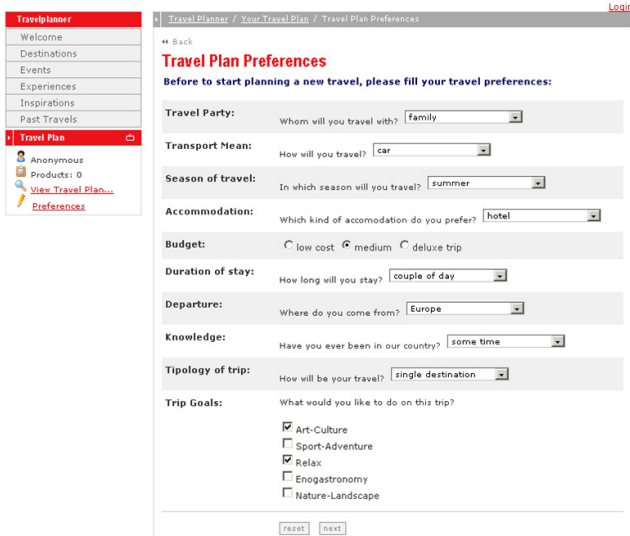 Login
Travelplanner
Travel Planner / Your Travel Plan / Travel Plan Preferences
Welcome
Destinations
Events
Experiences
Inspirations
Past Travels
Travel Plan
Anonymous
Products: 0
View Travel Plan...
Preferences
Back
Travel Plan Preferences
Before to start planning a new travel, please fill your travel preferences:
Travel Party: Whom will you travel with? family
Transport Mean: How will you travel? car
Season of travel: In which season will you travel? summer
Accommodation: Which kind of accomodation do you prefer? hotel
Budget: low cost medium deluxe trip
Duration of stay: How long will you stay? couple of day
Departure: Where do you come from? Europe
Knowledge: Have you ever been in our country? some time
Tipology of trip: How will be your travel? single destination
Trip Goals: What would you like to do on this trip?
Art-Culture
Sport-Adventure
Relax
Enogastronomy
Nature-Landscape
reset next